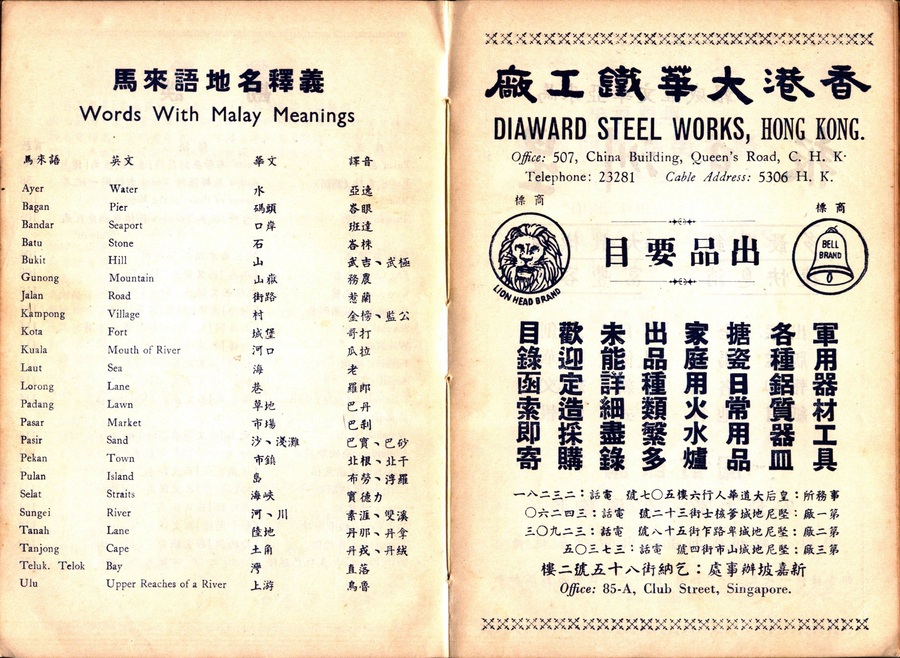 馬來語地名釋義
Words With Malay Meanings
馬來語 英文 華文 譯音
Ayer Water 水 亞逸
Bagan Pier 碼頭 峇眼
Bandar Seaport 口岸 班達
Batu Stone 石 峇株
Bukit Hill 山 武吉、武極
Gunong Mountain 山嶽 務農
Jalan Road 街路 惹蘭
Kampong Village 村 金榜、監公
Kota Fort 城堡 哥打
Kuala Mouth of River 河口 瓜拉
Laut Sea 海 老
Lorong Lane 巷 羅郎
Padang Lawn 草地 巴丹
Pasar Market 市場 巴剎
Pasir Sand 沙、淺灘 巴實、巴砂
Pekan Town 市鎮 北根、北干
Pulan Island 島 布勞、浮羅
Selat Straits 海峽 實德力
Sungei River 河、川 素涯、雙溪
Tanah Lane 陸地 丹那、丹拿
Tanjong Cape 土角 丹戎、丹絨
Teluk. Telok Bay 灣 直落
Ulu Upper Reaches of a River 上游 烏魯
香港大華鐵工廠
DIAWARD STEEL WORKS, HONG KONG.
Office: 507, China Building, Queen's Road, C. H. K.
Telephone: 23281 Cable Address: 5306 H. K.
商標
商標
LION HEAD BRAND
BELL BRAND
出品要目
軍用器材工具
各種鋁質器皿
搪瓷日常用品
家庭用火水爐
出品種類繁多
未能詳細盡錄
歡迎定造採購
目錄函索即寄
事務所：皇后大道華人行六樓五〇七號 電話：二三二八一
第一廠：堅尼地城爹核士街三十二號 電話：三四二六〇
第二廠：堅尼地城卑路乍街八十五號 電話：三二九〇三
第三廠：堅尼地城山市街四號 電話：三七三〇五
新嘉坡辦事處：乞納街八十五號二樓
Office: 85-A, Club Street, Singapore.